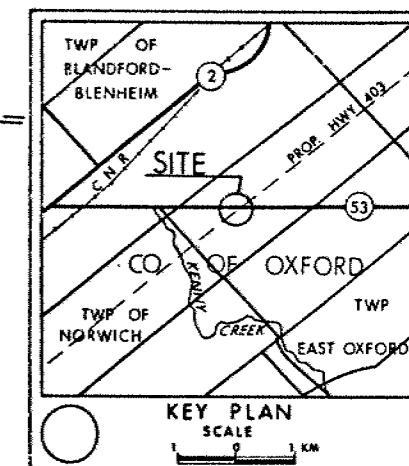 TWP OF
BLANDFORD-
BLENHEIM
2
CNR
PROP. HWY 403
SITE
53
CO OF OXFORD
KENNY
CREEK
TWP OF
NORWICH
TWP
EAST OXFORD
KEY PLAN
SCALE
1 0 1 KM